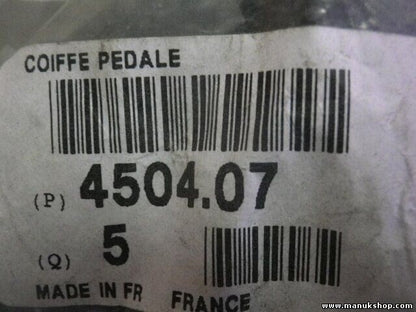 COIFFE PEDALE
(P) 4504.07
(Q) 5
MADE IN FR FRANCE
www.manukshop.com